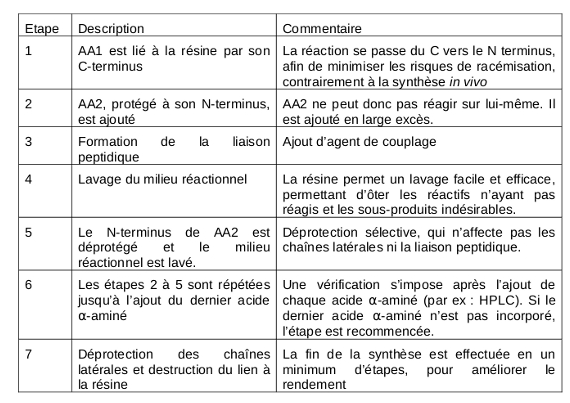 Etape Description Commentaire
1 AA1 est lié à la résine par son La réaction se passe du C vers le N terminus,
C-terminus afin de minimiser les risques de racémisation,
contrairement à la synthèse in vivo
2 AA2, protégé à son N-terminus, AA2 ne peut donc pas réagir sur lui-même. Il
est ajouté est ajouté en large excès.
3 Formation de la liaison Ajout d'agent de couplage
peptidique
4 Lavage du milieu réactionnel La résine permet un lavage facile et efficace,
permettant d'ôter les réactifs n'ayant pas
réagis et les sous-produits indésirables.
5 Le N-terminus de AA2 est Déprotection sélective, qui n'affecte pas les
déprotégé et le milieu chaînes latérales ni la liaison peptidique.
réactionnel est lavé.
6 Les étapes 2 à 5 sont répétées Une vérification s'impose après l'ajout de
jusqu'à l'ajout du dernier acide chaque acide α-aminé (par ex : HPLC). Si le
α-aminé dernier acide α-aminé n'est pas incorporé,
l'étape est recommencée.
7 Déprotection des chaînes La fin de la synthèse est effectuée en un
latérales et destruction du lien à minimum d'étapes, pour améliorer le
la résine rendement